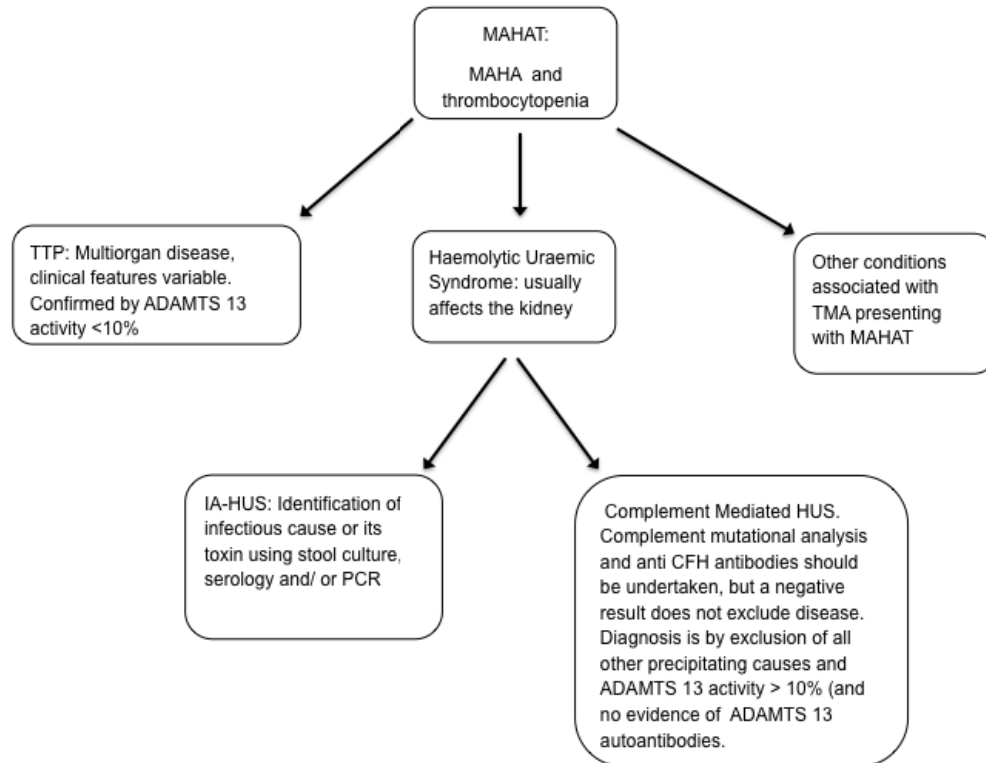 MAHAT:
MAHA and
thrombocytopenia
TTP: Multiorgan disease,
clinical features variable.
Confirmed by ADAMTS 13
activity <10%
Haemolytic Uraemic
Syndrome: usually
affects the kidney
Other conditions
associated with
TMA presenting
with MAHAT
IA-HUS: Identification of
infectious cause or its
toxin using stool culture,
serology and/ or PCR
Complement Mediated HUS.
Complement mutational analysis
and anti CFH antibodies should
be undertaken, but a negative
result does not exclude disease.
Diagnosis is by exclusion of all
other precipitating causes and
ADAMTS 13 activity > 10% (and
no evidence of ADAMTS 13
autoantibodies.